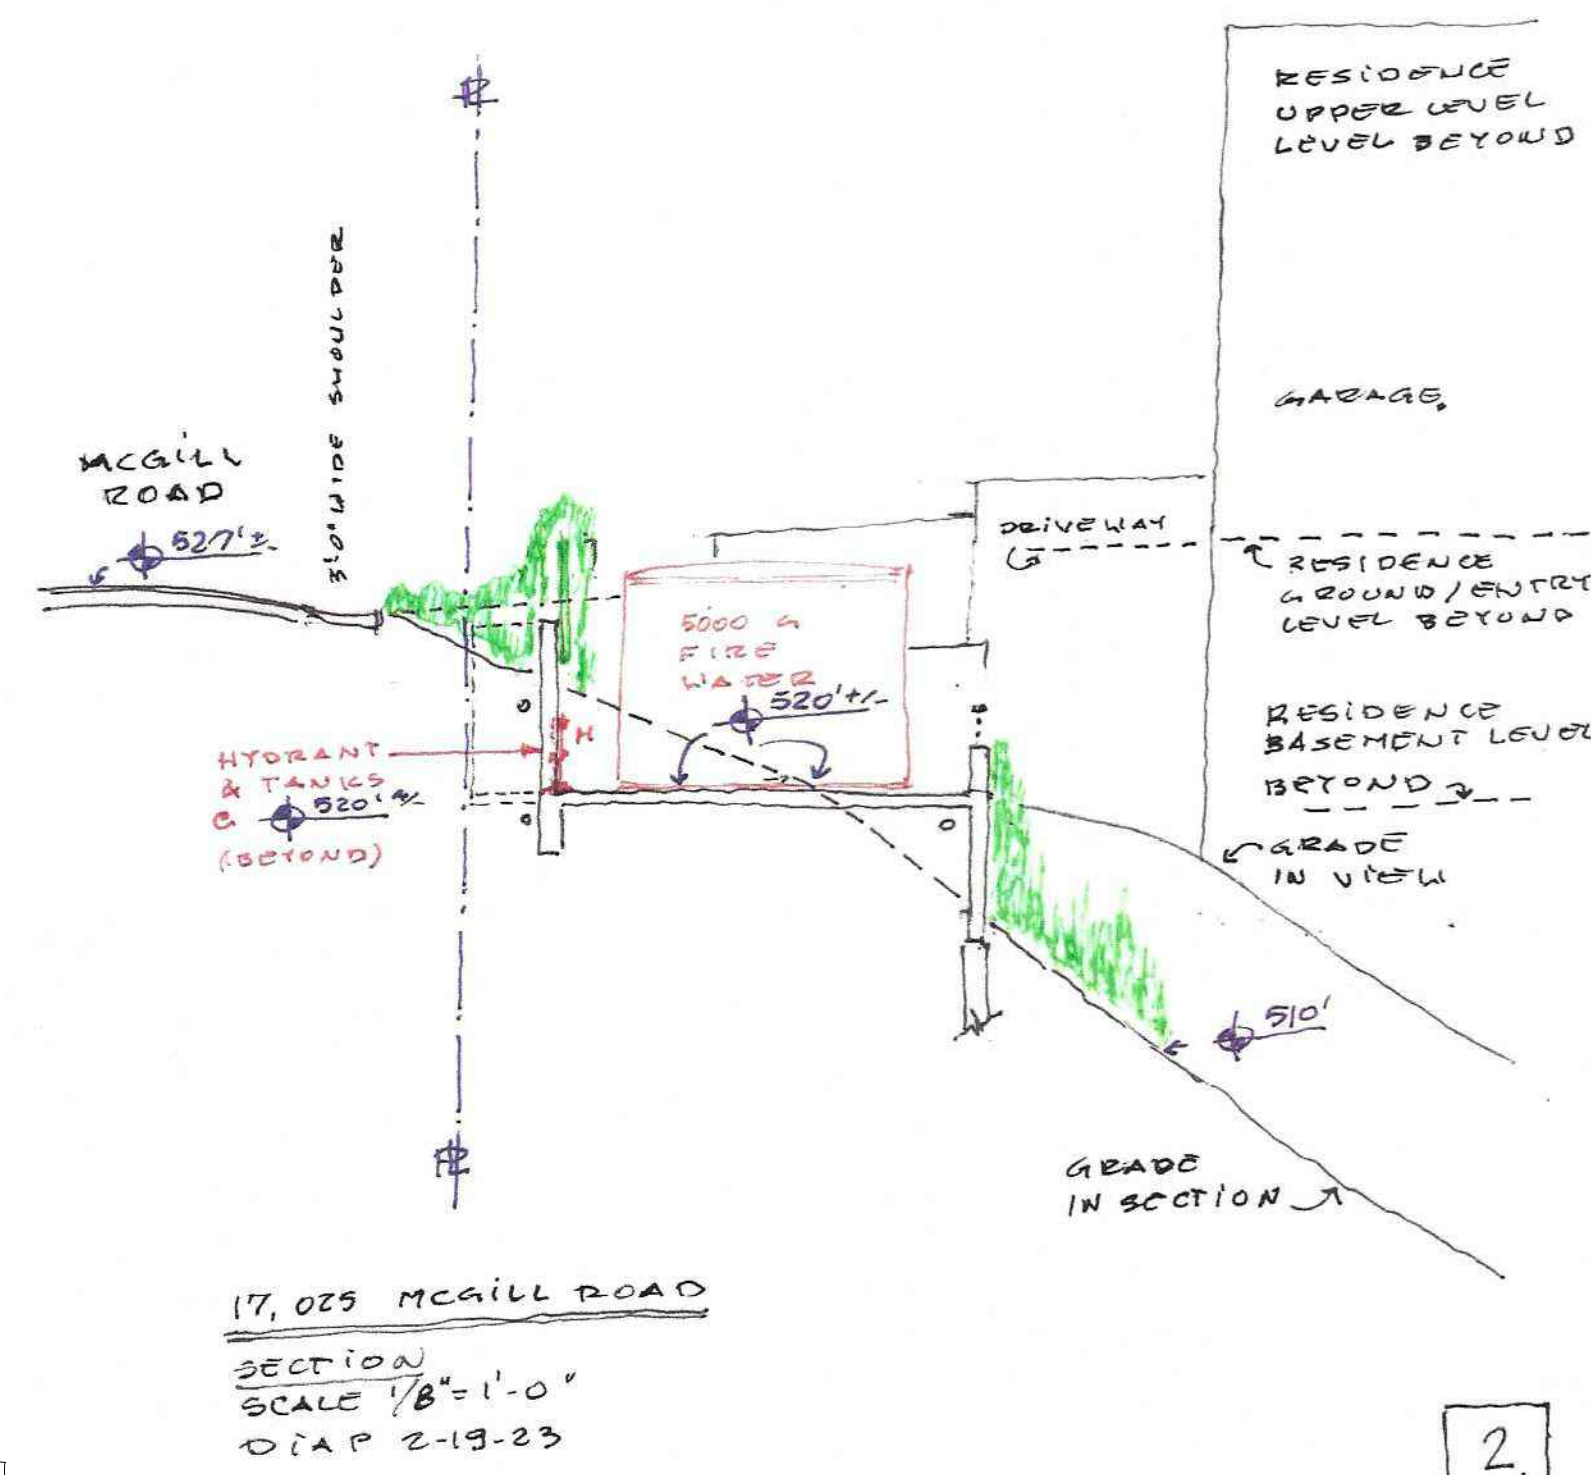 PL
RESIDENCE
UPPER LEVEL
LEVEL BEYOND
3'-0" WIDE SHOULDER
GARAGE.
MCGILL
ROAD
527'±
DRIVEWAY
RESIDENCE
GROUND/ENTRY
LEVEL BEYOND
5000 G
FIRE
WATER
520'+/-
H
RESIDENCE
BASEMENT LEVEL
BEYOND
HYDRANT
& TANKS
G 520'+/-
(BEYOND)
GRADE
IN VIEW
510'
PL
GRADE
IN SECTION
17,025 MCGILL ROAD
SECTION
SCALE 1/8"=1'-0"
DIAP 2-19-23
2.